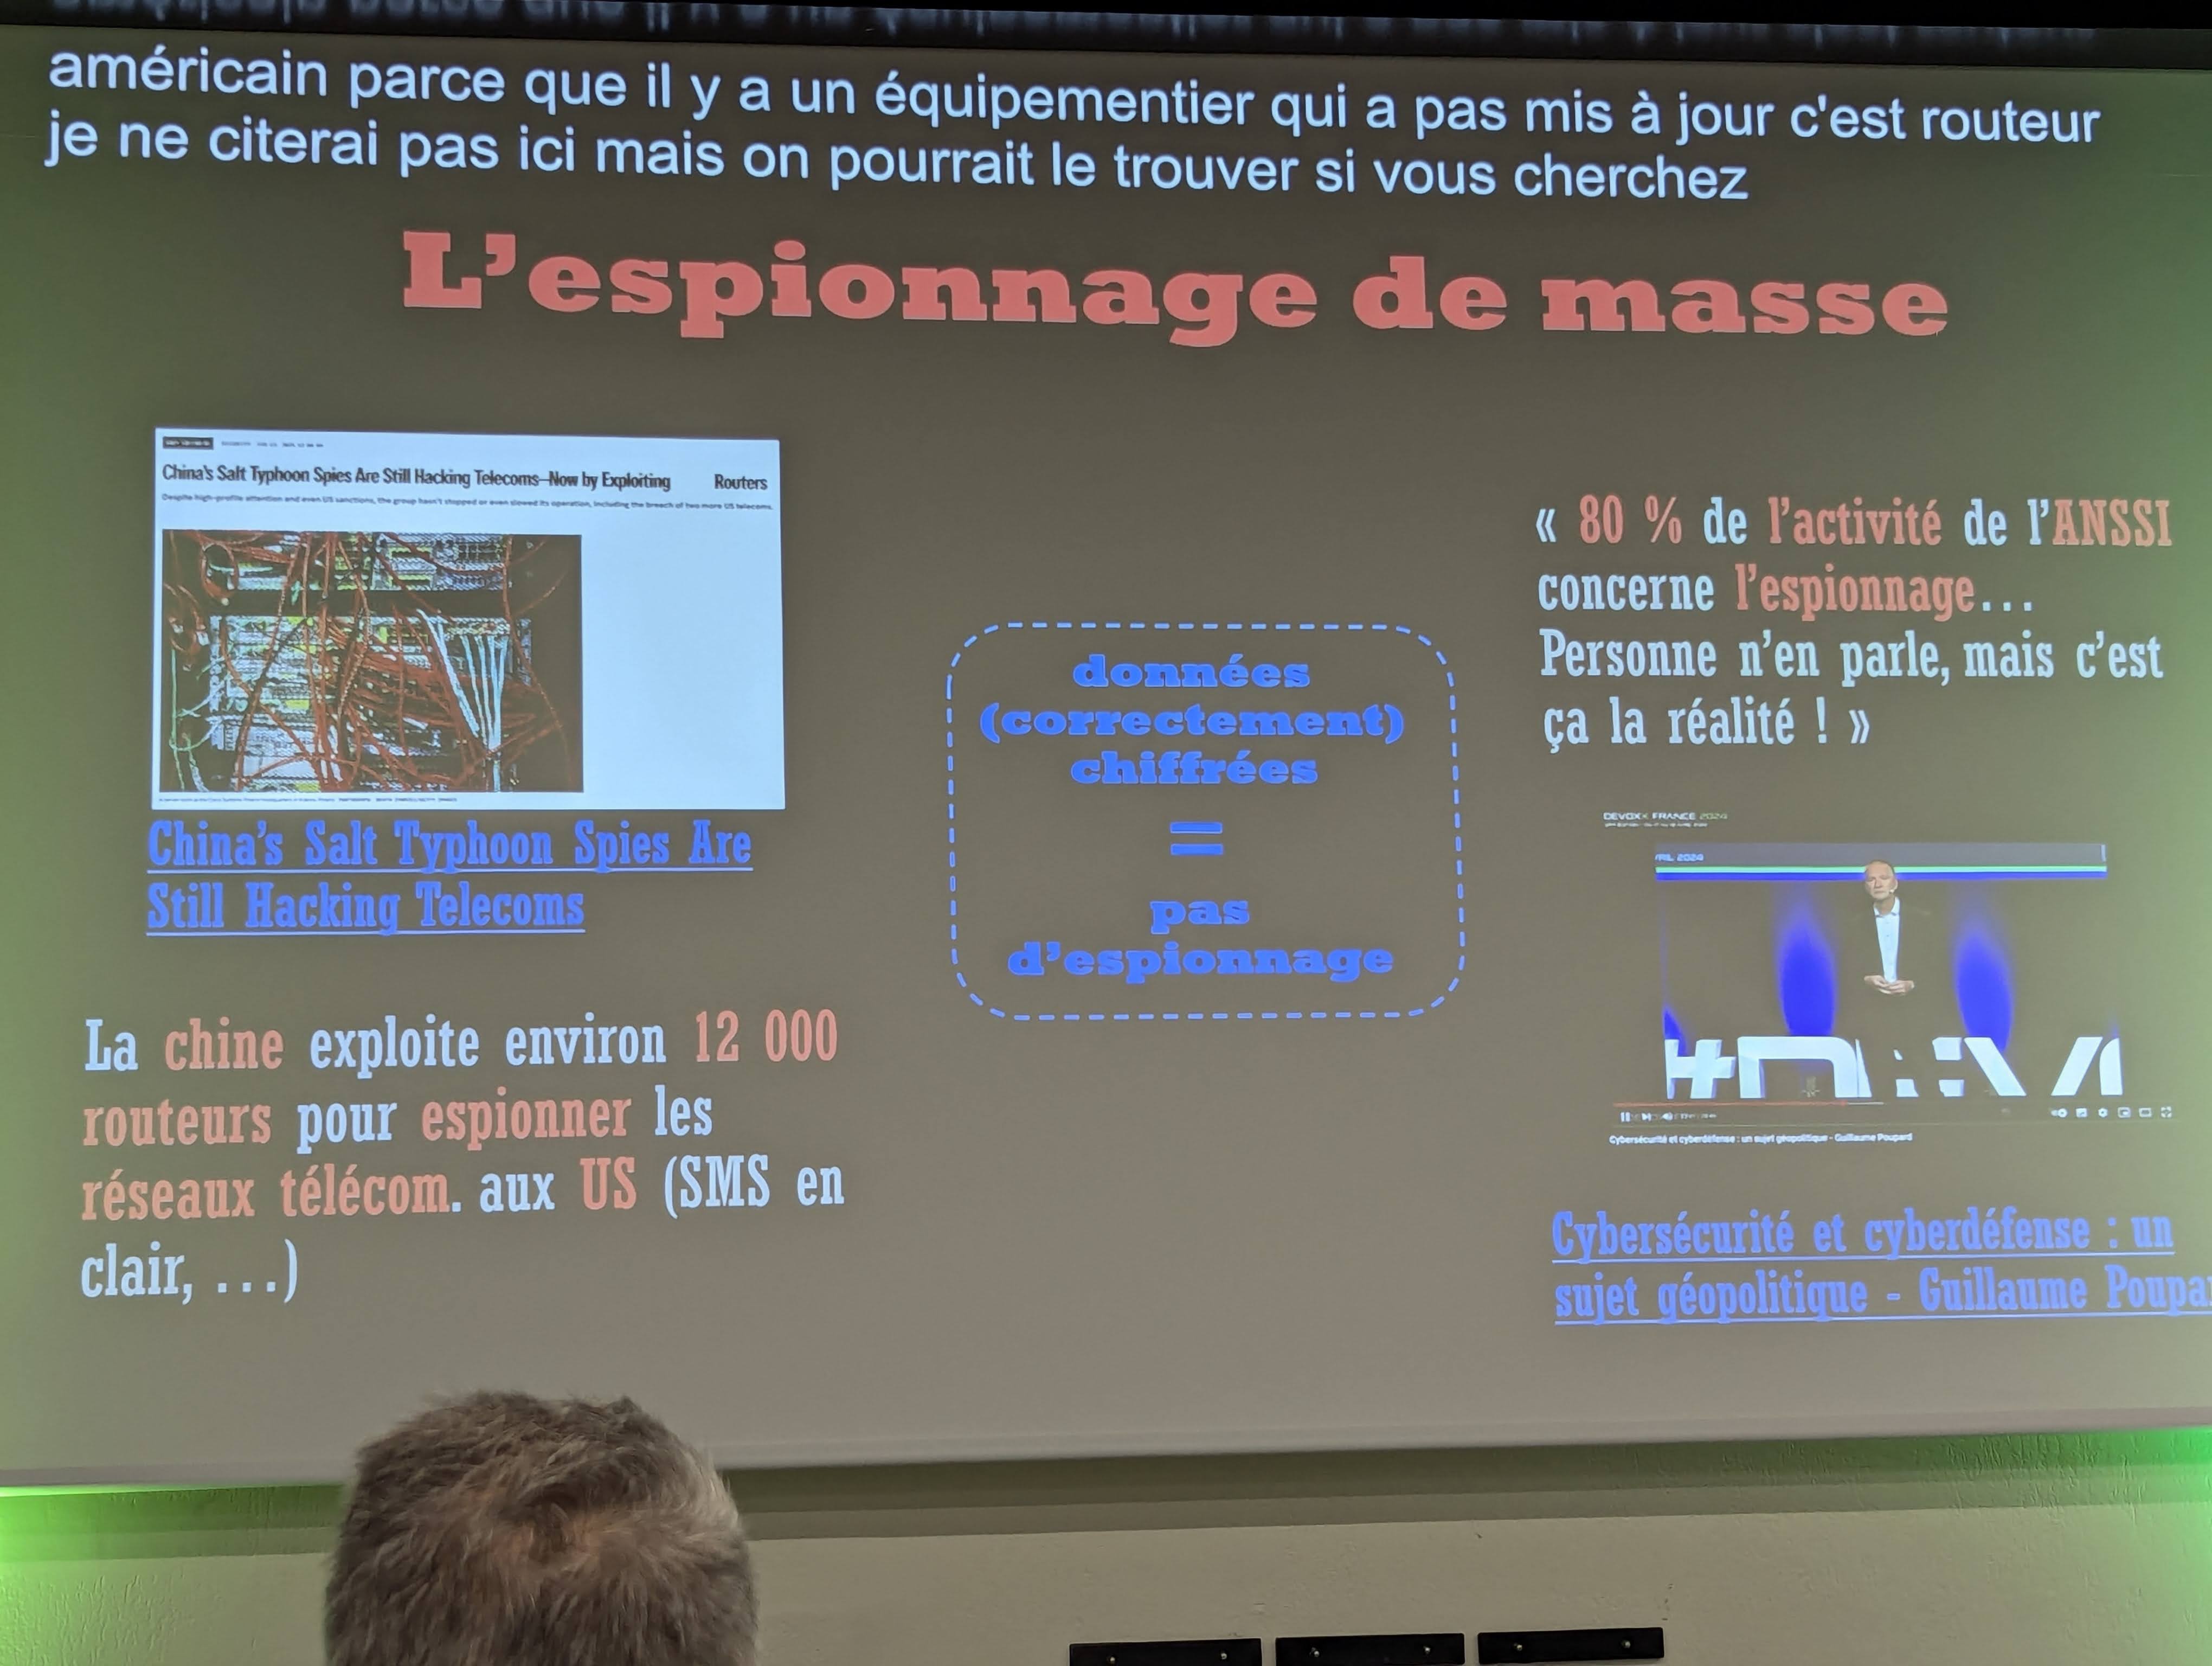 américain parce que il y a un équipementier qui a pas mis à jour c'est routeur
je ne citerai pas ici mais on pourrait le trouver si vous cherchez
L'espionnage de masse
China's Salt Typhoon Spies Are Still Hacking Telecoms—Now by Exploiting Routers
Despite high-profile attention and even US sanctions, the group hasn't stopped or even slowed its operation, including the breach of two more US telecoms.
China's Salt Typhoon Spies Are
Still Hacking Telecoms
La chine exploite environ 12 000
routeurs pour espionner les
réseaux télécom. aux US (SMS en
clair, ...)
données
(correctement)
chiffrées
=
pas
d'espionnage
« 80 % de l'activité de l'ANSSI
concerne l'espionnage...
Personne n'en parle, mais c'est
ça la réalité ! »
DEVOXX FRANCE 2024
RIL 2024
Cybersécurité et cyberdéfense : un sujet géopolitique - Guillaume Poupard
Cybersécurité et cyberdéfense : un
sujet géopolitique - Guillaume Poupa